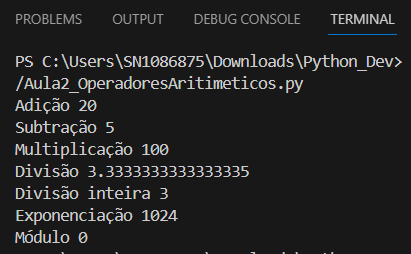 PROBLEMS OUTPUT DEBUG CONSOLE TERMINAL
PS C:\Users\SN1086875\Downloads\Python_Dev>
/Aula2_OperadoresAritimeticos.py
Adição 20
Subtração 5
Multiplicação 100
Divisão 3.3333333333333335
Divisão inteira 3
Exponenciação 1024
Módulo 0